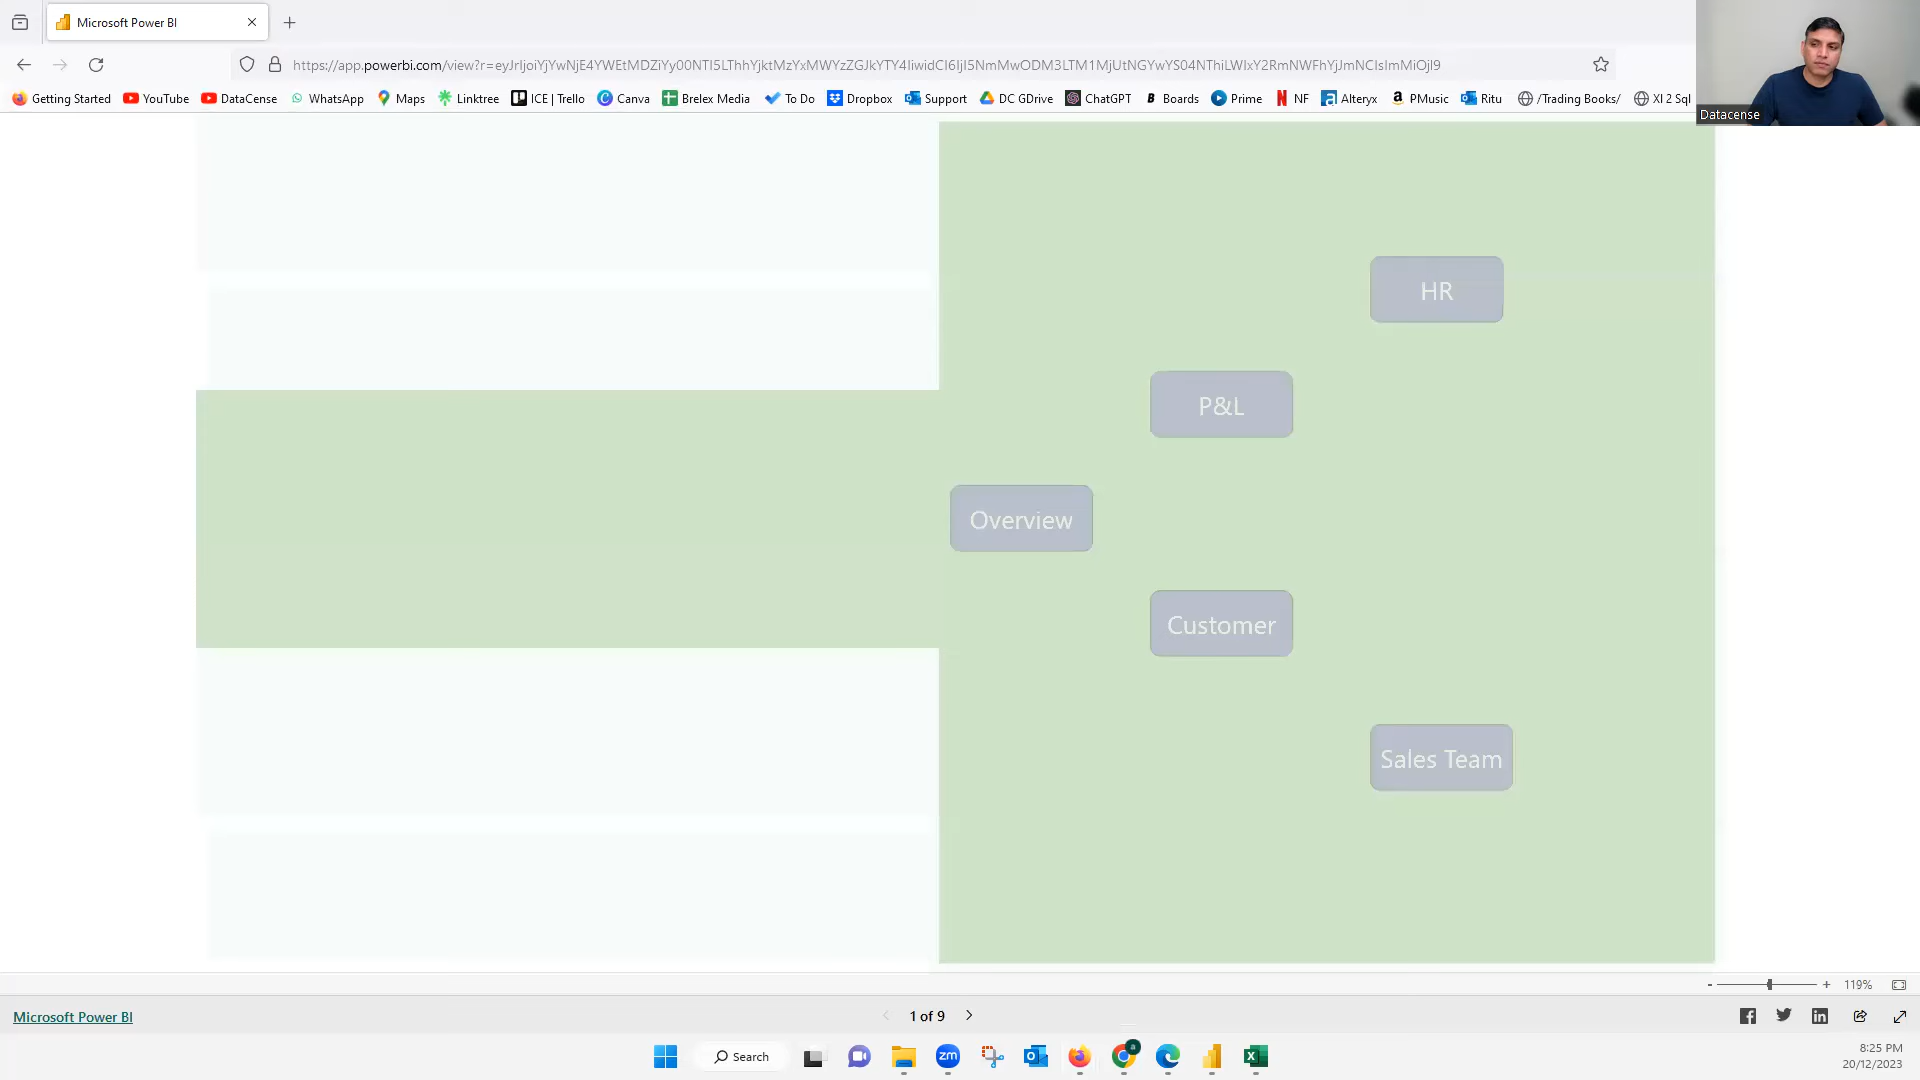 Microsoft Power BI
https://app.powerbi.com/view?r=eyJrIjoiYjYwNjE4YWEtMDZiYy00NTI5LThhYjktMzYxMWYzZGJkYTY4IiwidCI6IjI5NmMwODM3LTM1MjUtNGYwYS04NThiLWIxY2RmNWFhYjJmNCIsImMiOjl9
Getting Started YouTube DataCense WhatsApp Maps Linktree ICE | Trello Canva Brelex Media To Do Dropbox Support DC GDrive ChatGPT Boards Prime NF Alteryx PMusic Ritu /Trading Books/ Xl 2 Sql
Datacense
HR
P&L
Overview
Customer
Sales Team
119%
Microsoft Power BI
1 of 9
Search
8:25 PM
20/12/2023